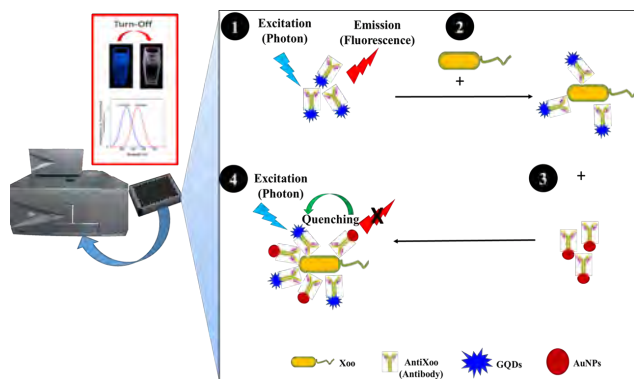 Turn-Off
1
Excitation
(Photon)
Emission
(Fluorescence)
2
+
4
Excitation
(Photon)
Quenching
X
3
+
Xoo
AntiXoo
(Antibody)
GQDs
AuNPs